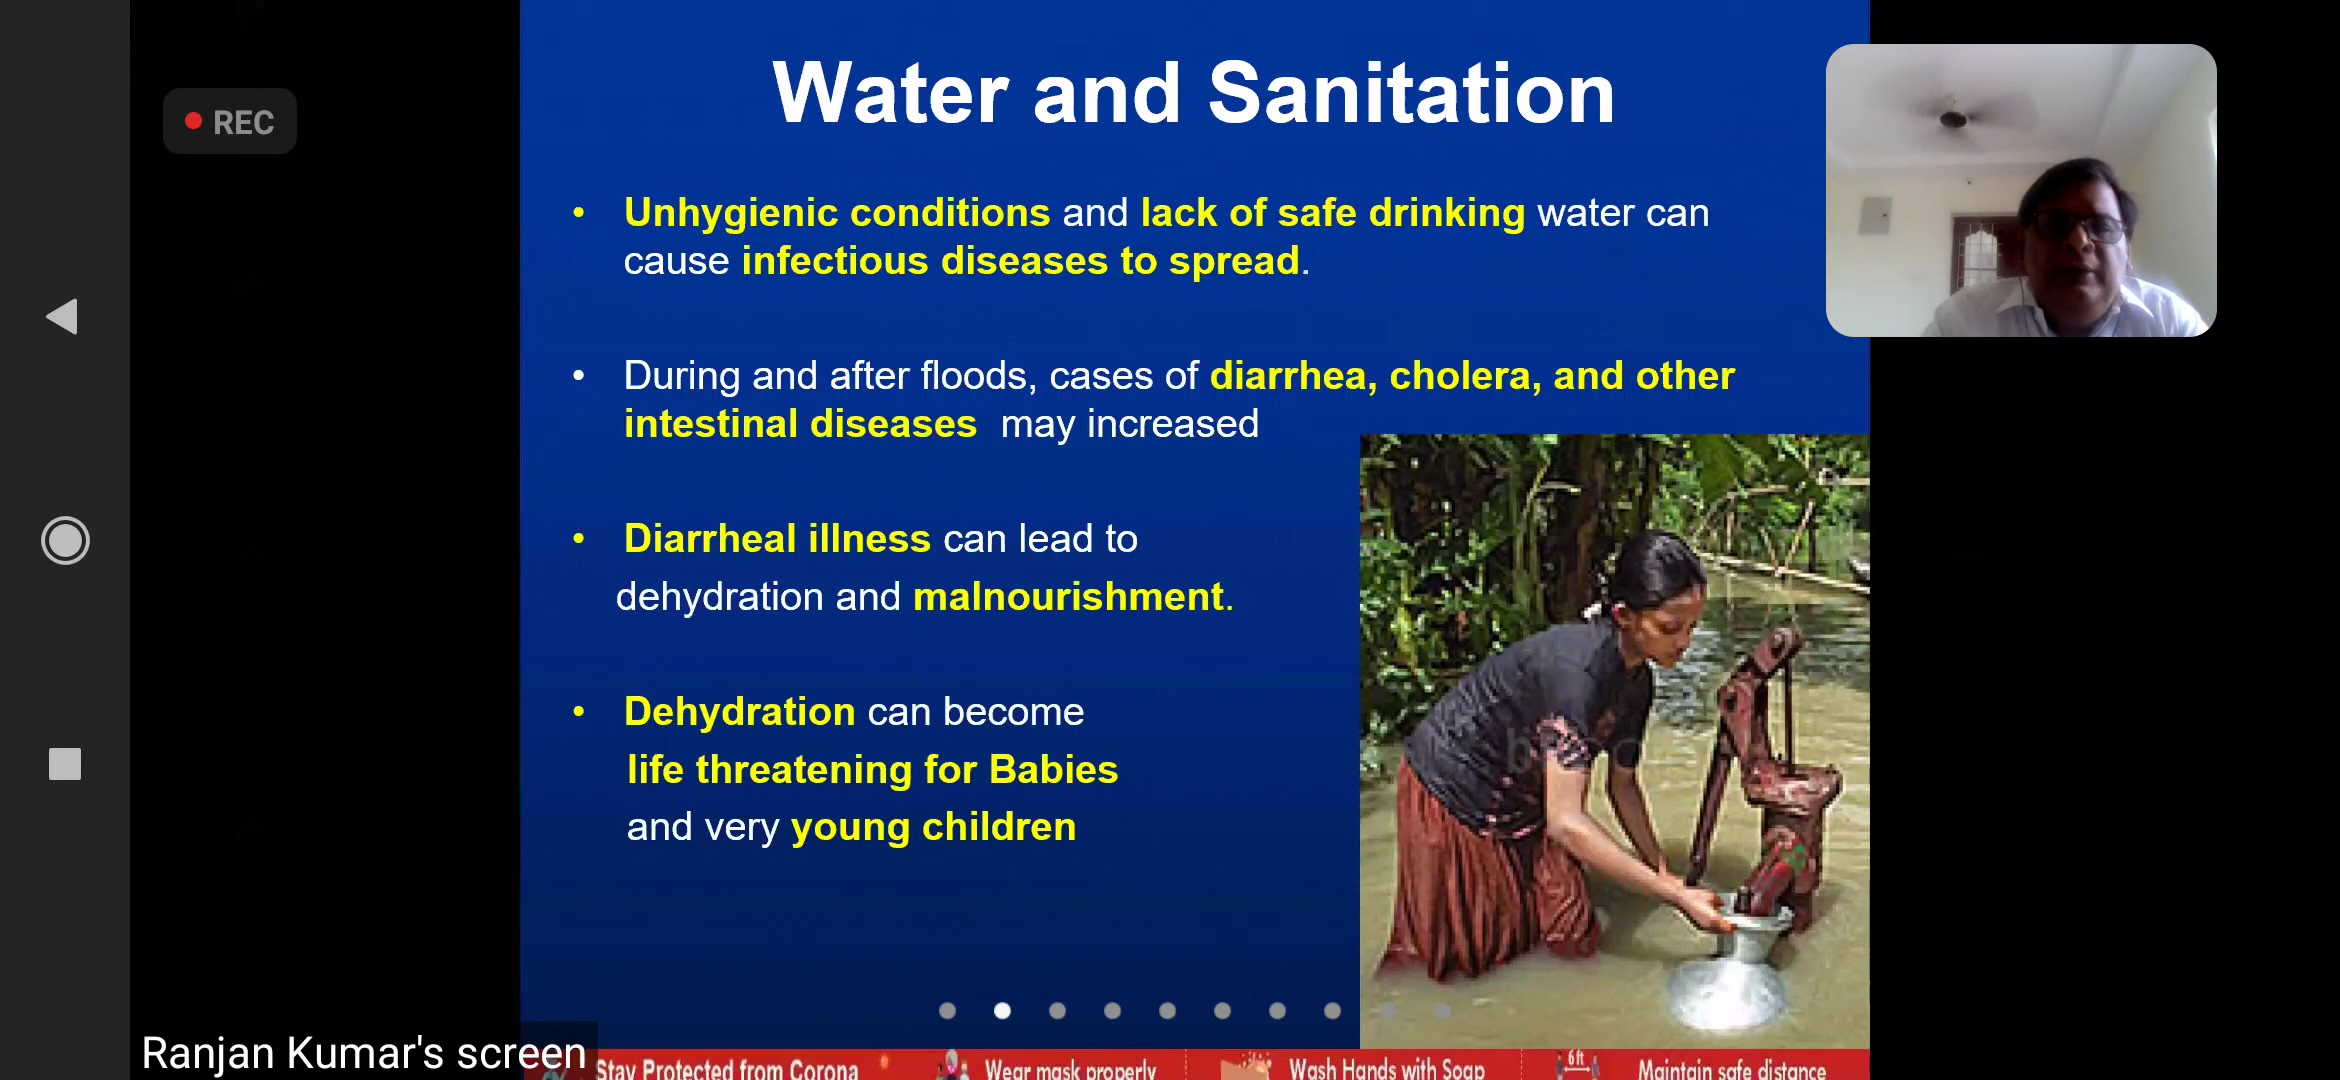 REC
Water and Sanitation
• Unhygienic conditions and lack of safe drinking water can
cause infectious diseases to spread.
• During and after floods, cases of diarrhea, cholera, and other
intestinal diseases may increased
• Diarrheal illness can lead to
dehydration and malnourishment.
• Dehydration can become
life threatening for Babies
and very young children
Ranjan Kumar's screen
Stay Protected from Corona
Wear mask properly
Wash Hands with Soap
6ft
Maintain safe distance